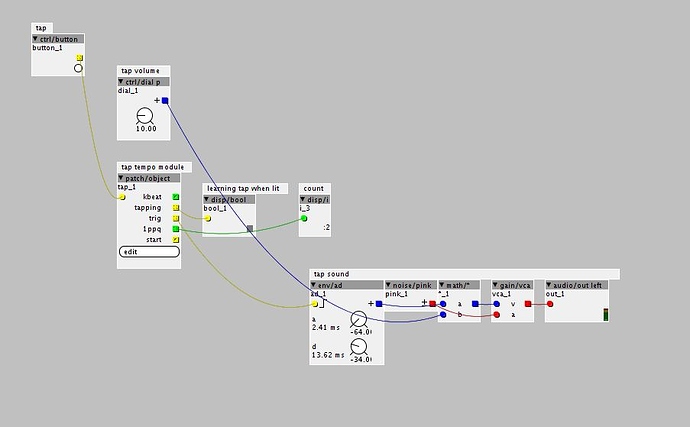 tap
ctrl/button
button_1
tap volume
ctrl/dial p
dial_1
+
10.00
tap tempo module
patch/object
tap_1
kbeat
tapping
trig
1ppq
start
edit
learning tap when lit
disp/bool
bool_1
count
disp/i
i_3
:2
tap sound
env/ad
ad_1
+
a
2.41 ms
-64.0
d
13.62 ms
-34.0
noise/pink
pink_1
±
math/*
*_1
a
b
gain/vca
vca_1
v
a
audio/out left
out_1